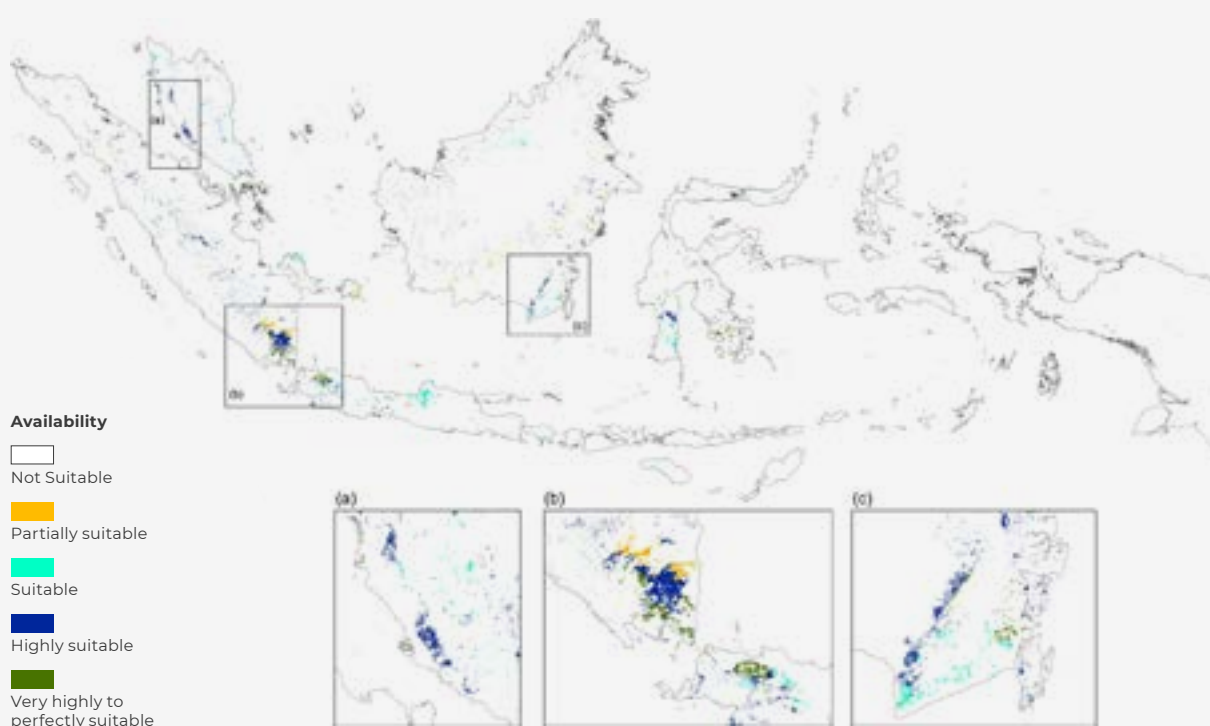 (a)
(c)
(b)
Availability
Not Suitable
Partially suitable
Suitable
Highly suitable
Very highly to
perfectly suitable
(a)
(b)
(c)